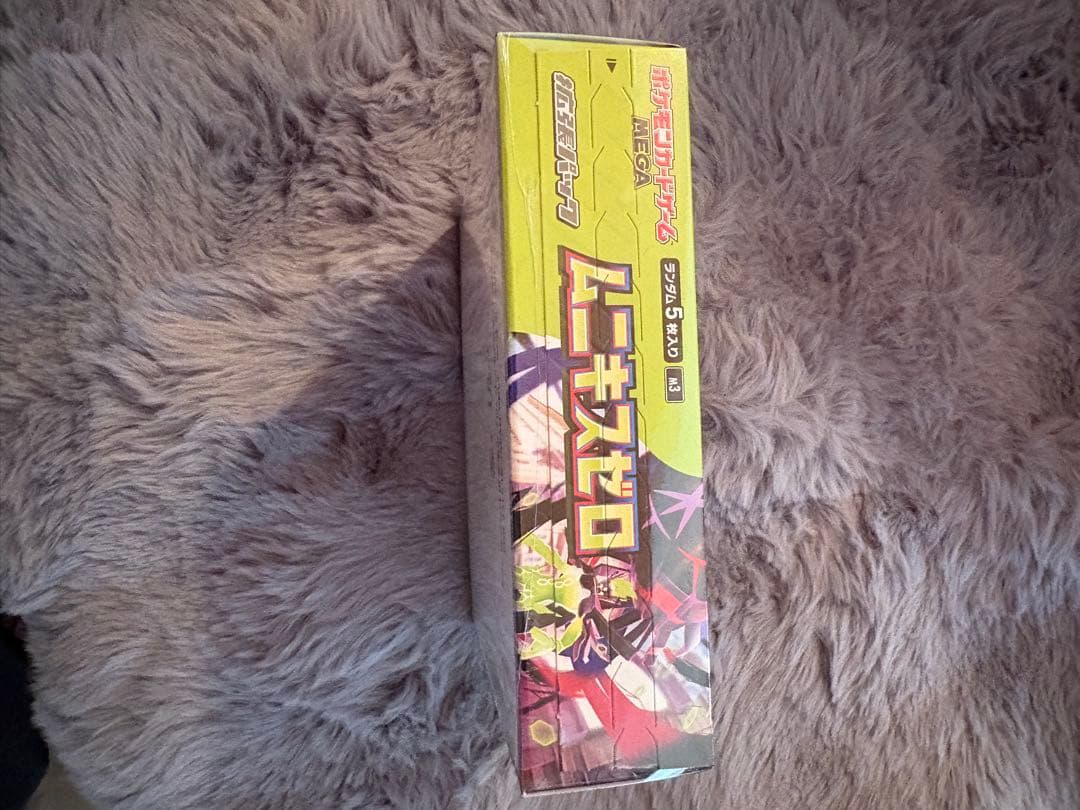 ポケモンカードゲーム
MEGA
拡張パック
ランダム5枚入り M3
ムニキスゼロ